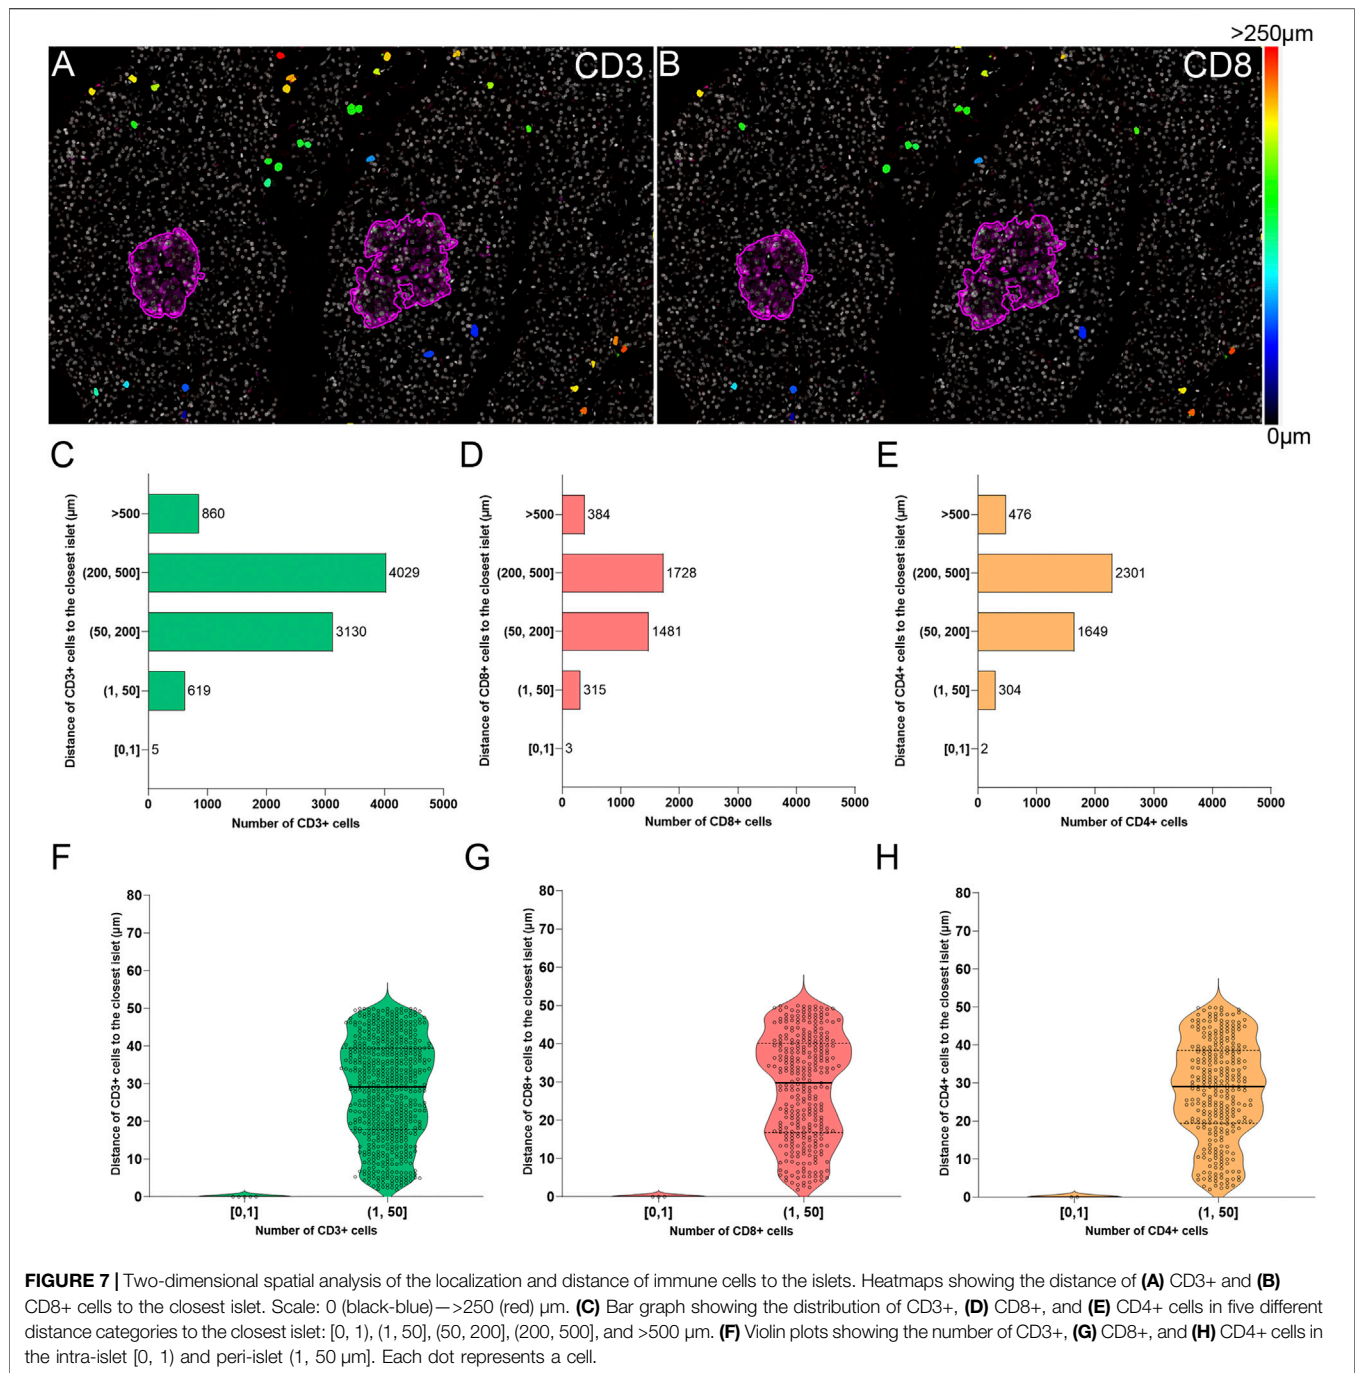 >250µm
A
CD3
B
CD8
0µm
C
Distance of CD3+ cells to the closest islet (µm)
>500
860
(200, 500]
4029
(50, 200]
3130
(1, 50]
619
[0,1]
5
0
1000
2000
3000
4000
5000
Number of CD3+ cells
D
Distance of CD8+ cells to the closest islet (µm)
>500
384
(200, 500]
1728
(50, 200]
1481
(1, 50]
315
[0,1]
3
0
1000
2000
3000
4000
5000
Number of CD8+ cells
E
Distance of CD4+ cells to the closest islet (µm)
>500
476
(200, 500]
2301
(50, 200]
1649
(1, 50]
304
[0,1]
2
0
1000
2000
3000
4000
5000
Number of CD4+ cells
F
Distance of CD3+ cells to the closest islet (µm)
80
70
60
50
40
30
20
10
0
[0,1]
(1, 50]
Number of CD3+ cells
G
Distance of CD8+ cells to the closest islet (µm)
80
70
60
50
40
30
20
10
0
[0,1]
(1, 50]
Number of CD8+ cells
H
Distance of CD4+ cells to the closest islet (µm)
80
70
60
50
40
30
20
10
0
[0,1]
(1, 50]
Number of CD4+ cells
FIGURE 7 | Two-dimensional spatial analysis of the localization and distance of immune cells to the islets. Heatmaps showing the distance of (A) CD3+ and (B)
CD8+ cells to the closest islet. Scale: 0 (black-blue)—>250 (red) µm. (C) Bar graph showing the distribution of CD3+, (D) CD8+, and (E) CD4+ cells in five different
distance categories to the closest islet: [0, 1), (1, 50], (50, 200], (200, 500], and >500 µm. (F) Violin plots showing the number of CD3+, (G) CD8+, and (H) CD4+ cells in
the intra-islet [0, 1) and peri-islet (1, 50 µm]. Each dot represents a cell.